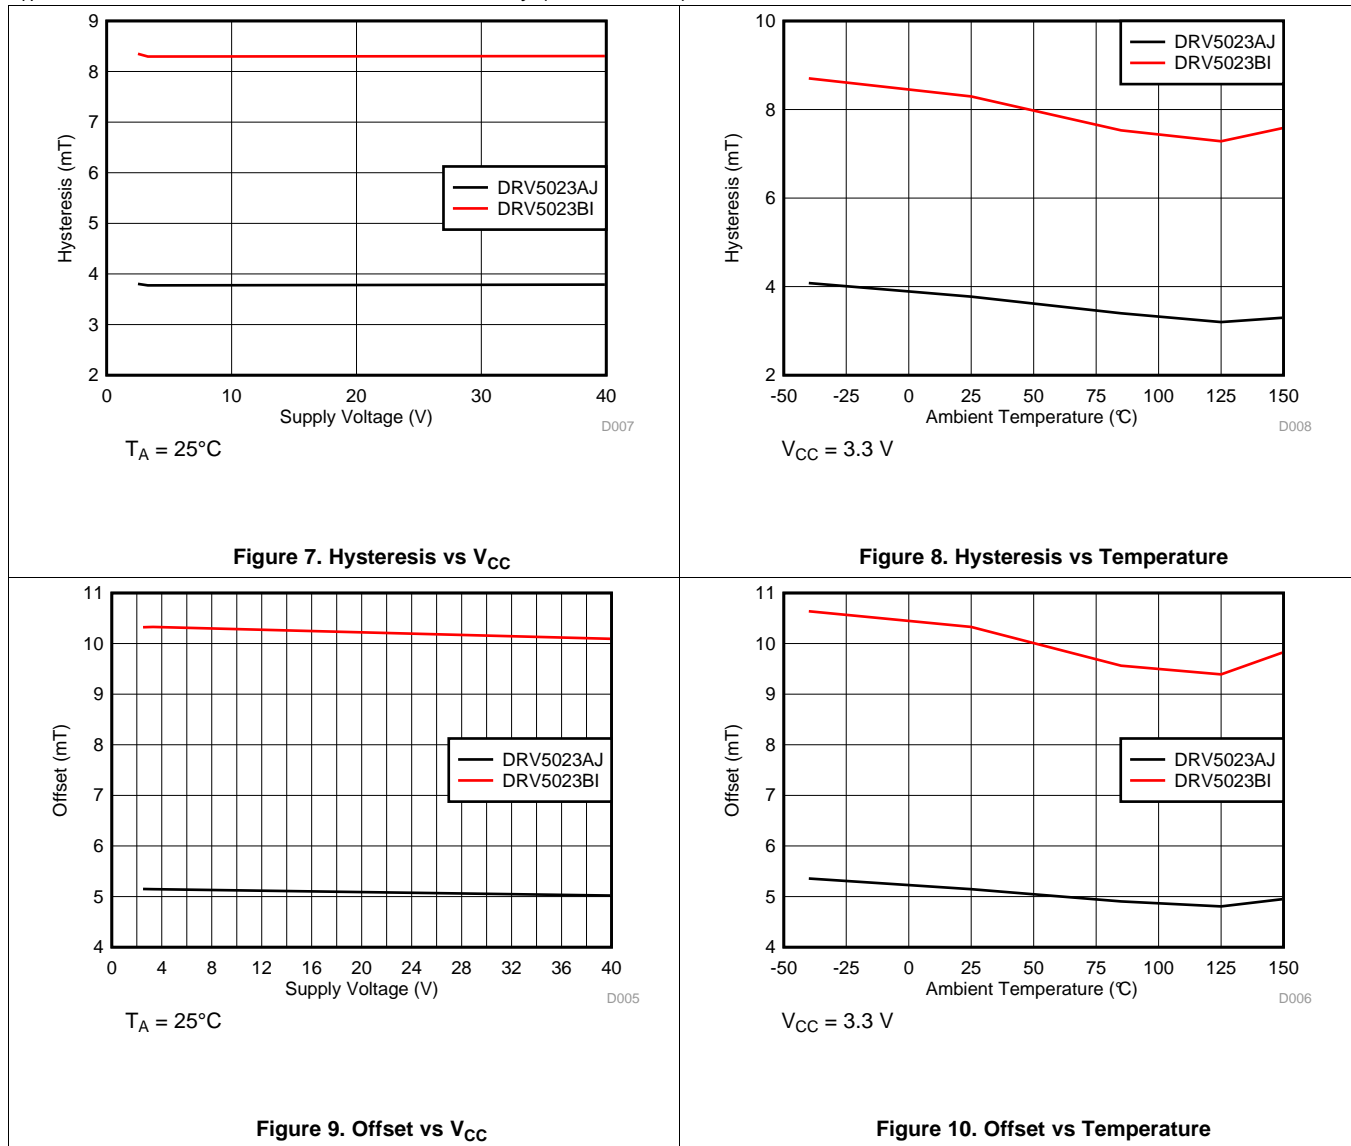 9
8
7
6
5
4
3
2
Hysteresis (mT)
DRV5023AJ
DRV5023BI
0 10 20 30 40
Supply Voltage (V)
D007
T_A = 25°C
Figure 7. Hysteresis vs V_CC
10
8
6
4
2
Hysteresis (mT)
DRV5023AJ
DRV5023BI
-50 -25 0 25 50 75 100 125 150
Ambient Temperature (°C)
D008
V_CC = 3.3 V
Figure 8. Hysteresis vs Temperature
11
10
9
8
7
6
5
4
Offset (mT)
DRV5023AJ
DRV5023BI
0 4 8 12 16 20 24 28 32 36 40
Supply Voltage (V)
D005
T_A = 25°C
Figure 9. Offset vs V_CC
11
10
9
8
7
6
5
4
Offset (mT)
DRV5023AJ
DRV5023BI
-50 -25 0 25 50 75 100 125 150
Ambient Temperature (°C)
D006
V_CC = 3.3 V
Figure 10. Offset vs Temperature